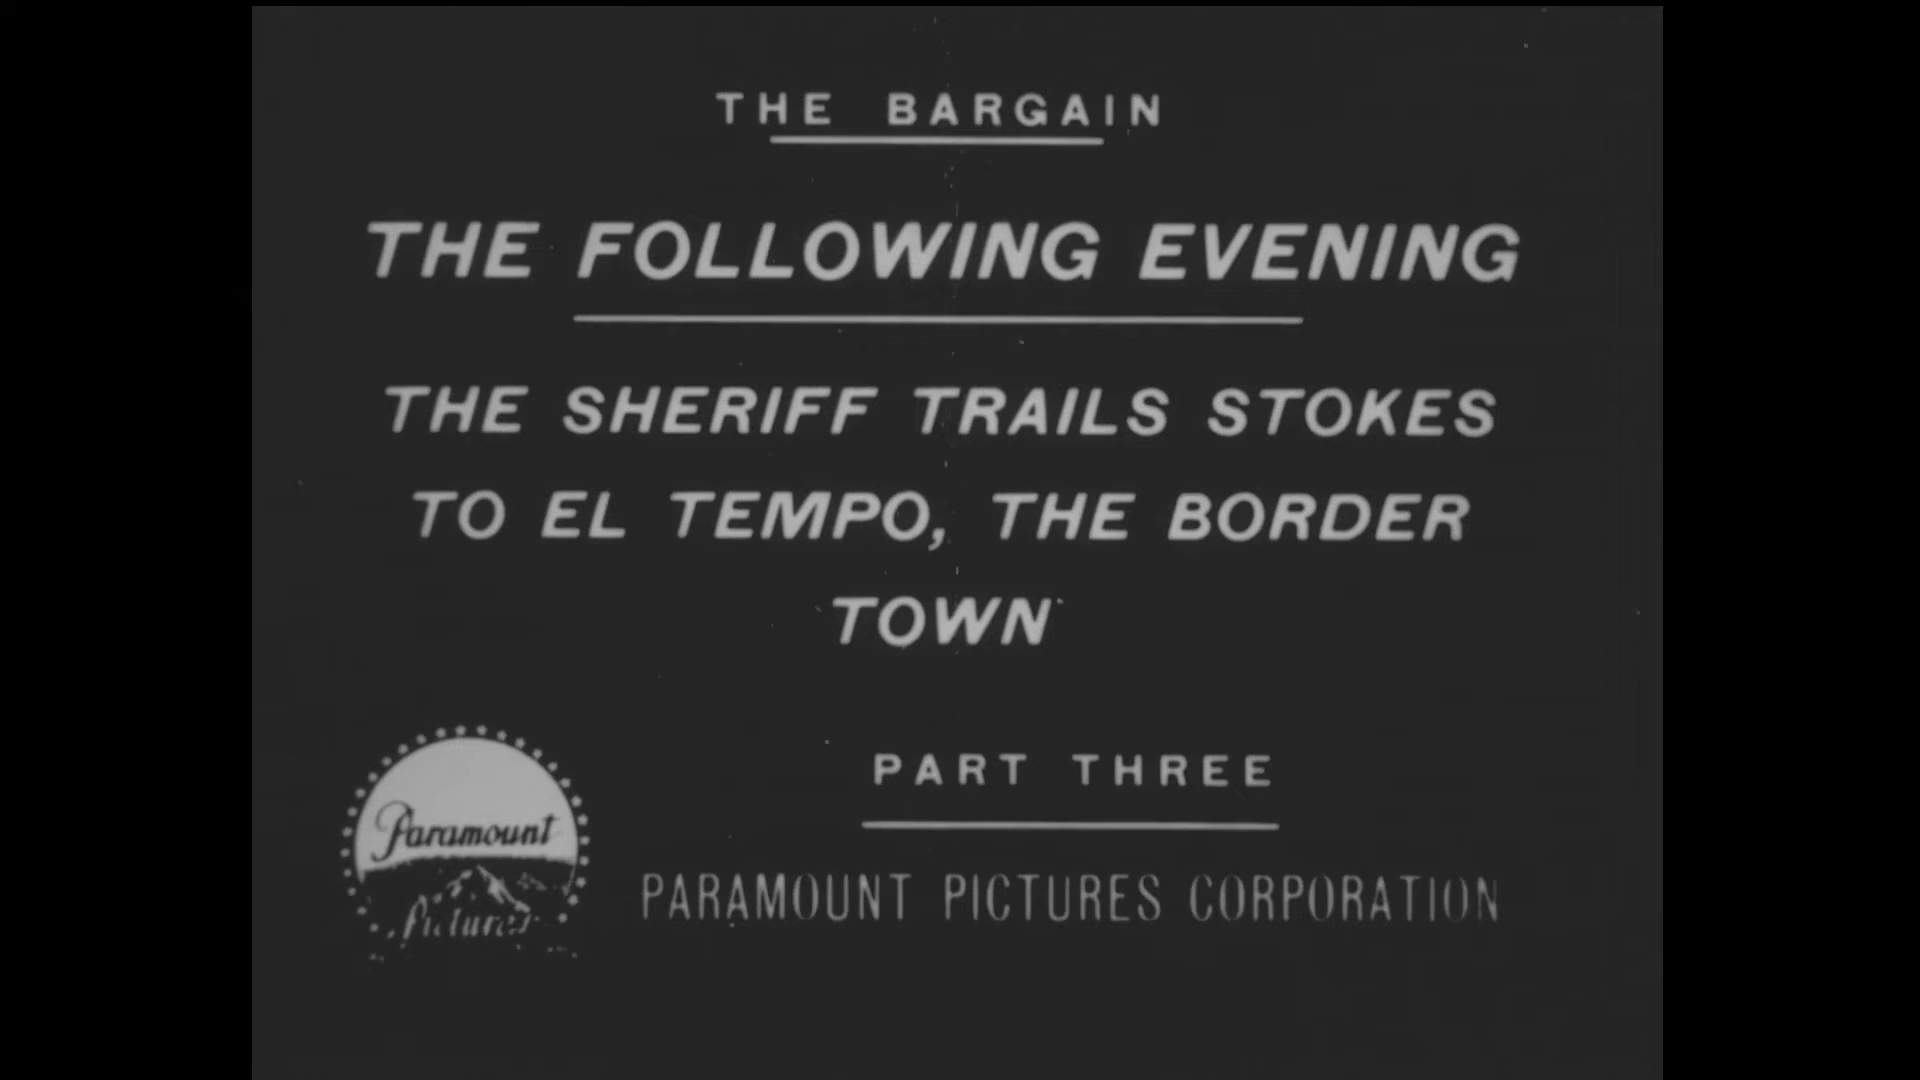 THE BARGAIN
THE FOLLOWING EVENING
THE SHERIFF TRAILS STOKES
TO EL TEMPO, THE BORDER
TOWN
PART THREE
Paramount
Pictures
PARAMOUNT PICTURES CORPORATION